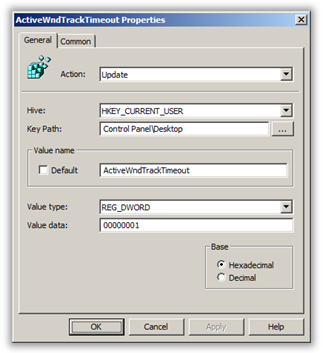 ActiveWndTrackTimeout Properties
General Common
Action: Update
Hive: HKEY_CURRENT_USER
Key Path: Control Panel\Desktop ...
Value name
Default ActiveWndTrackTimeout
Value type: REG_DWORD
Value data: 00000001
Base
Hexadecimal
Decimal
OK Cancel Apply Help